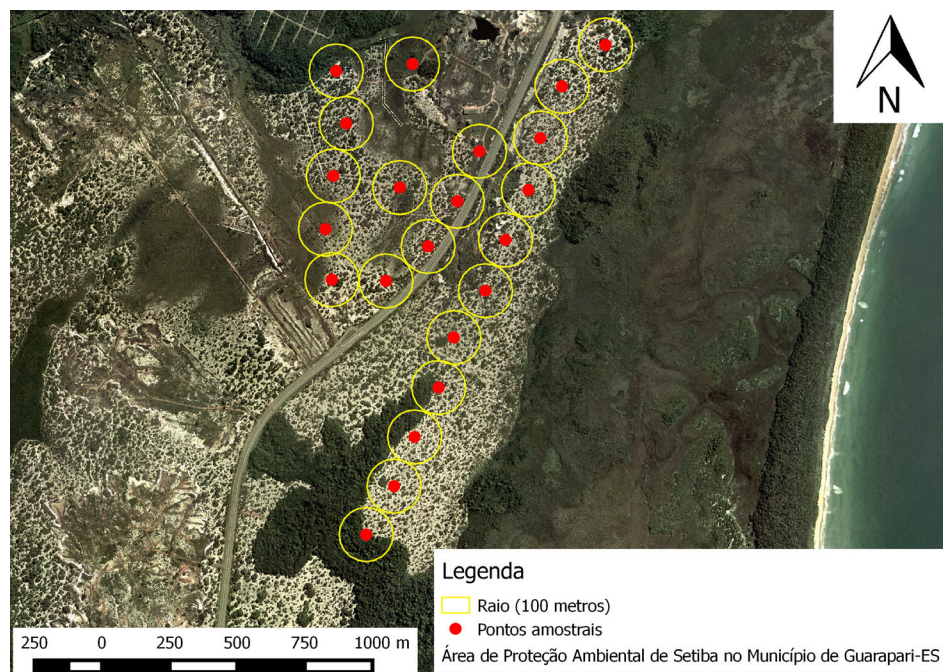 N
Legenda
Raio (100 metros)
Pontos amostrais
Área de Proteção Ambiental de Setiba no Município de Guarapari-ES
250 0 250 500 750 1000 m